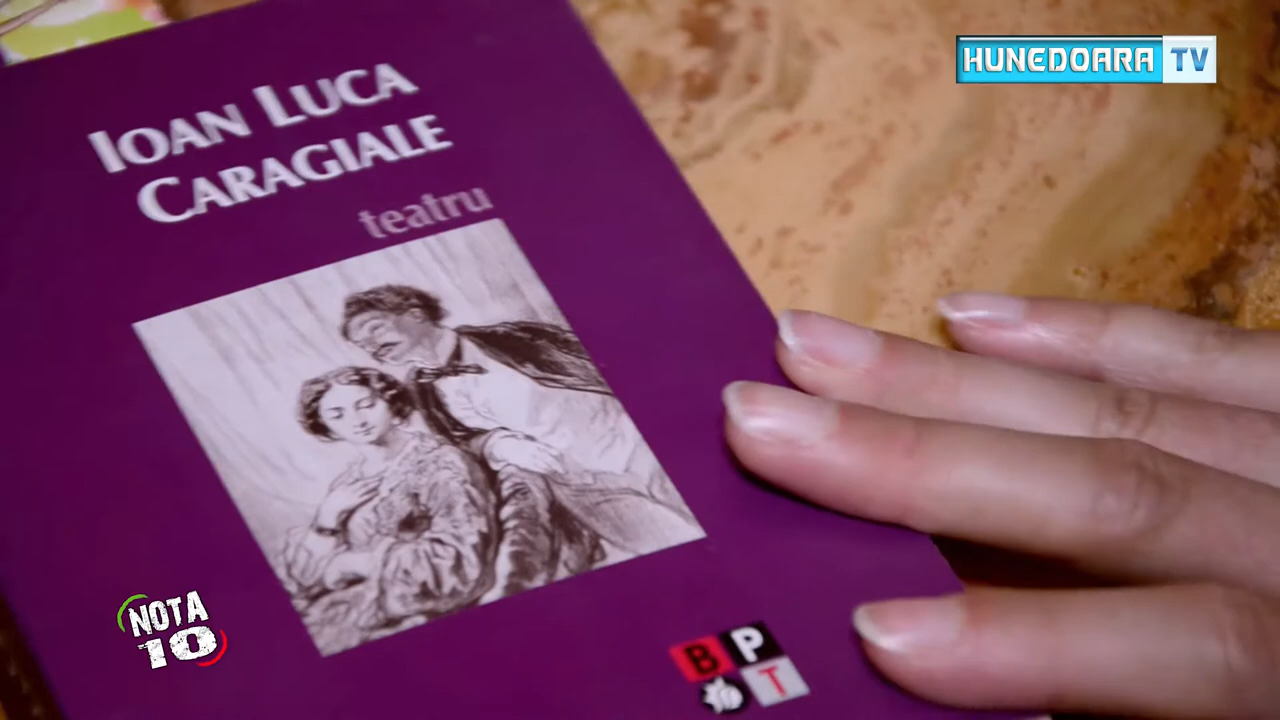 HUNEDOARA TV
IOAN LUCA
CARAGIALE
teatru
NOTA
10
B P
T